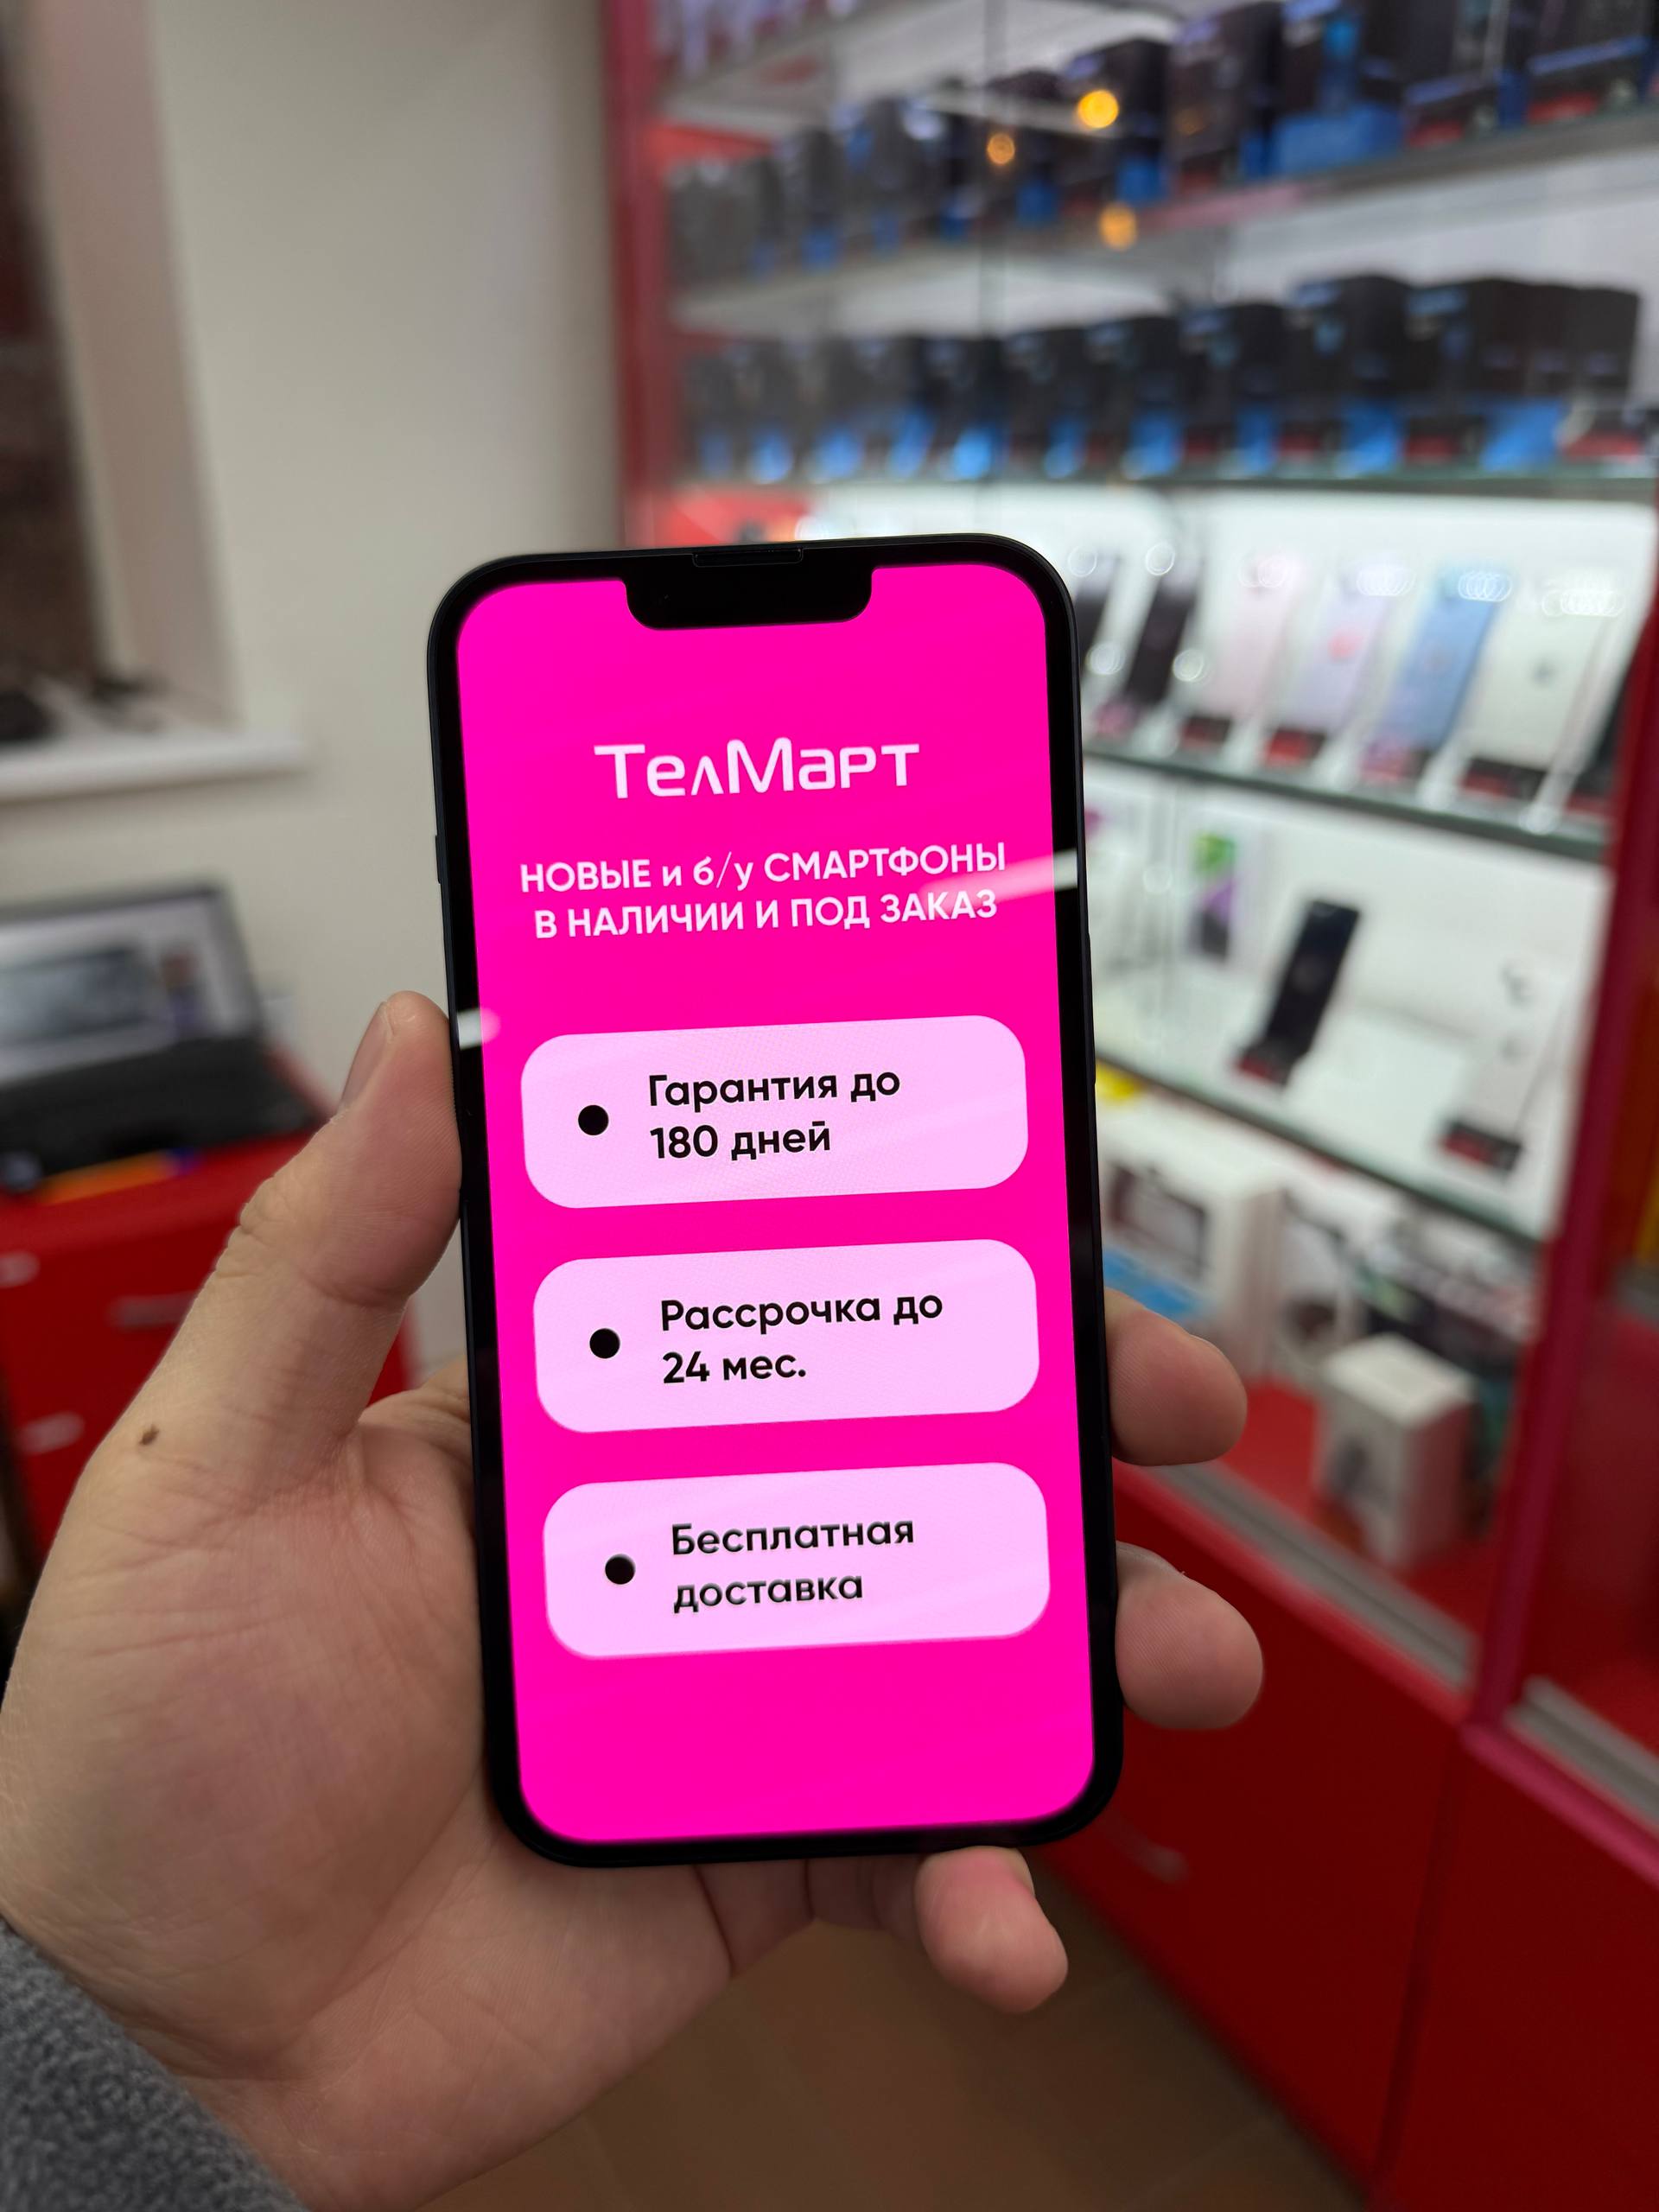 ТелМарт
НОВЫЕ и б/у СМАРТФОНЫ
В НАЛИЧИИ И ПОД ЗАКАЗ
Гарантия до
180 дней
Рассрочка до
24 мес.
Бесплатная
доставка